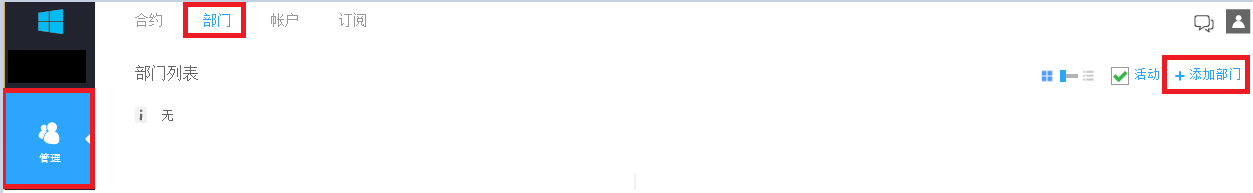 合约 部门 帐户 订阅
部门列表
活动 + 添加部门
i 无
管理